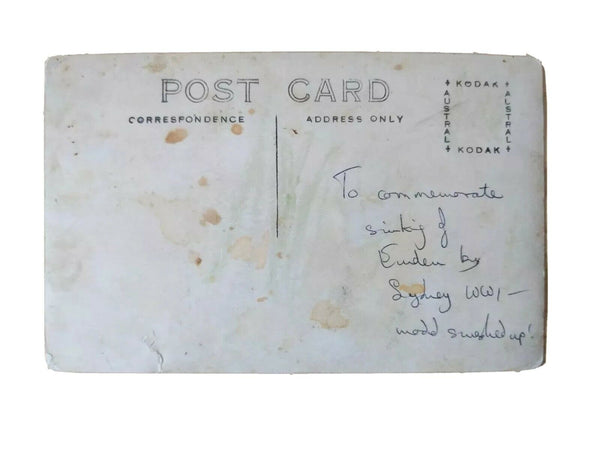 POST CARD
CORRESPONDENCE
ADDRESS ONLY
KODAK
AUSTRAL
AUSTRAL
KODAK
To commemorate
sinking of
Emden by
Sydney WW1 –
model smashed up!